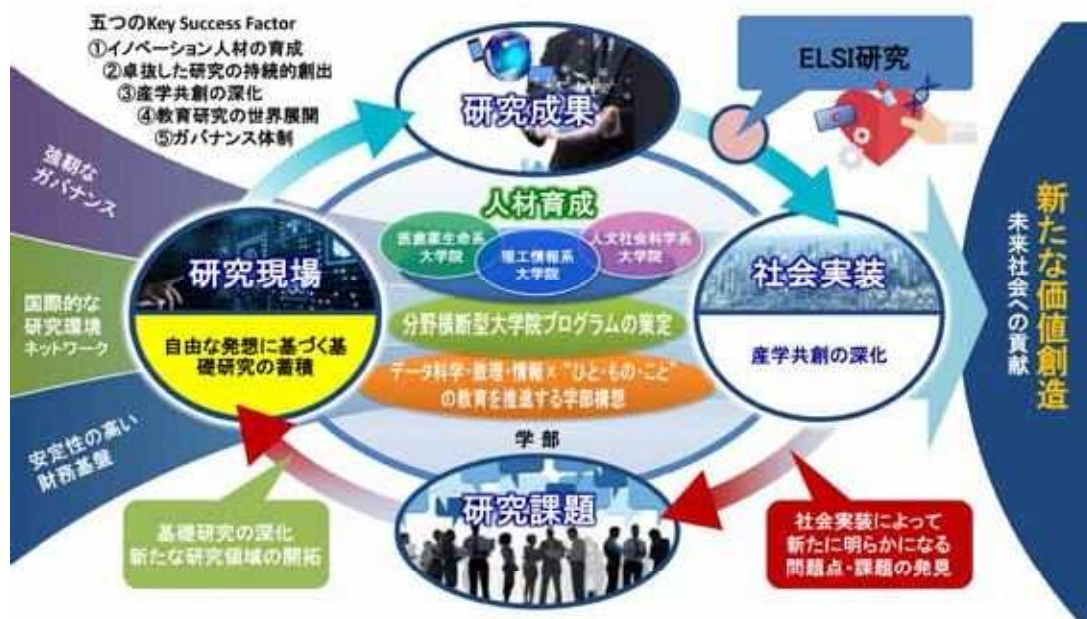 五つのKey Success Factor
①イノベーション人材の育成
②卓抜した研究の持続的創出
③産学共創の深化
④教育研究の世界展開
⑤ガバナンス体制
強靭な
ガバナンス
国際的な
研究環境
ネットワーク
安定性の高い
財務基盤
研究成果
ELSI研究
人材育成
医歯薬生命系
大学院
理工情報系
大学院
人文社会科学系
大学院
分野横断型大学院プログラムの策定
データ科学・数理・情報×“ひと・もの・こと”
の教育を推進する学部構想
学部
研究現場
自由な発想に基づく基
礎研究の蓄積
社会実装
産学共創の深化
研究課題
基礎研究の深化
新たな研究領域の開拓
社会実装によって
新たに明らかになる
問題点・課題の発見
新たな価値創造
未来社会への貢献